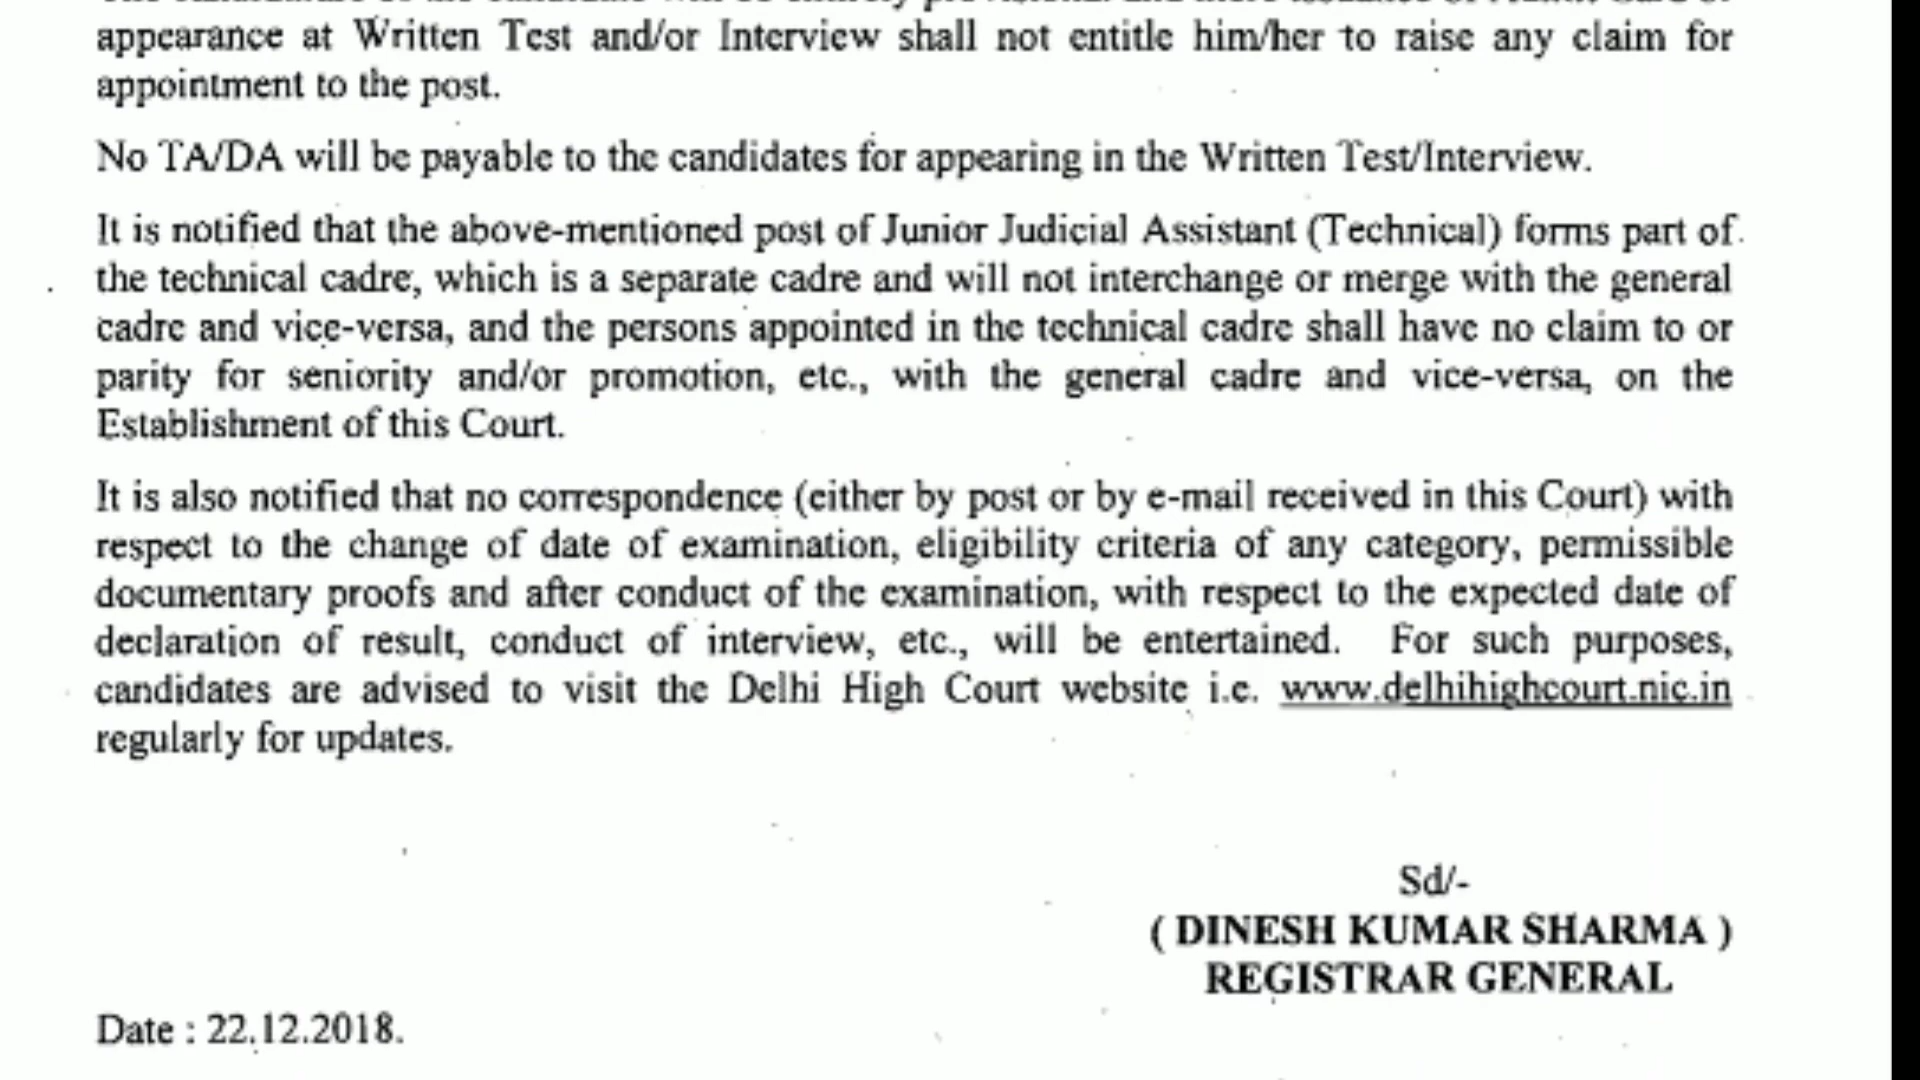 appearance at Written Test and/or Interview shall not entitle him/her to raise any claim for
appointment to the post.
No TA/DA will be payable to the candidates for appearing in the Written Test/Interview.
It is notified that the above-mentioned post of Junior Judicial Assistant (Technical) forms part of
the technical cadre, which is a separate cadre and will not interchange or merge with the general
cadre and vice-versa, and the persons appointed in the technical cadre shall have no claim to or
parity for seniority and/or promotion, etc., with the general cadre and vice-versa, on the
Establishment of this Court.
It is also notified that no correspondence (either by post or by e-mail received in this Court) with
respect to the change of date of examination, eligibility criteria of any category, permissible
documentary proofs and after conduct of the examination, with respect to the expected date of
declaration of result, conduct of interview, etc., will be entertained. For such purposes,
candidates are advised to visit the Delhi High Court website i.e. www.delhihighcourt.nic.in
regularly for updates.
Sd/-
( DINESH KUMAR SHARMA )
REGISTRAR GENERAL
Date : 22.12.2018.